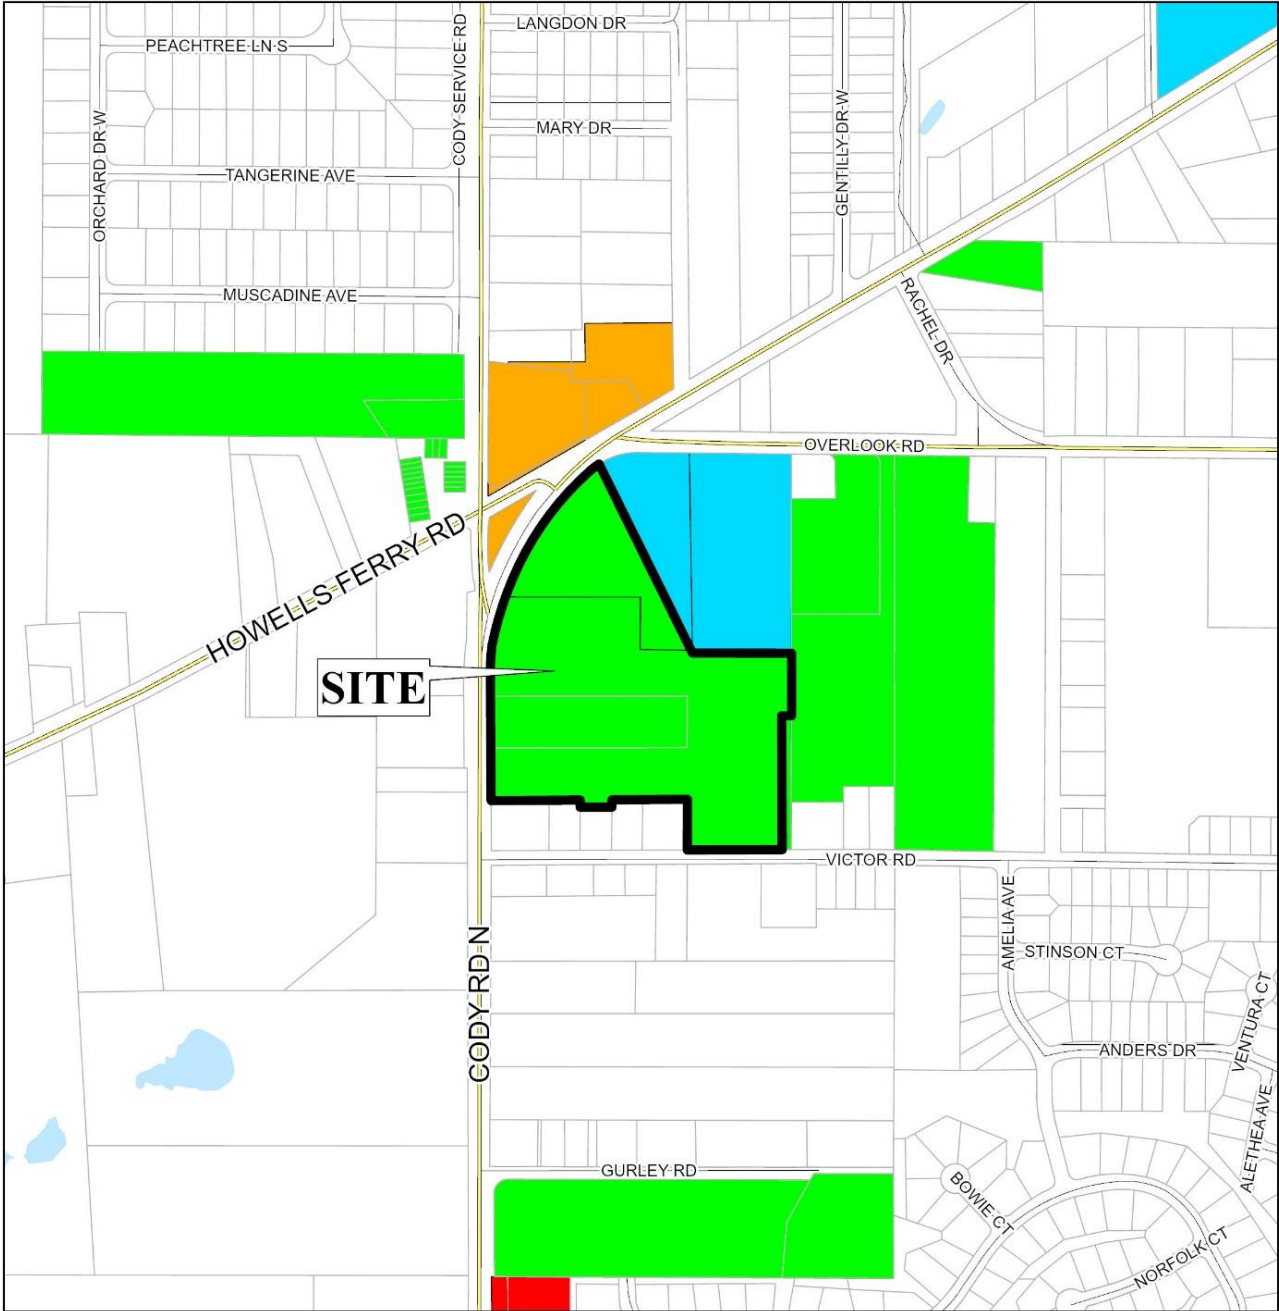 LANGDON DR
PEACHTREE LN S
CODY SERVICE RD
MARY DR
GENTILLY DR W
ORCHARD DR W
TANGERINE AVE
MUSCADINE AVE
RACHEL DR
OVERLOOK RD
HOWELLS FERRY RD
SITE
VICTOR RD
AMELIA AVE
STINSON CT
CODY RD N
VENTURA CT
ANDERS DR
ALETHEA AVE
GURLEY RD
BOWIE CT
NORFOLK CT